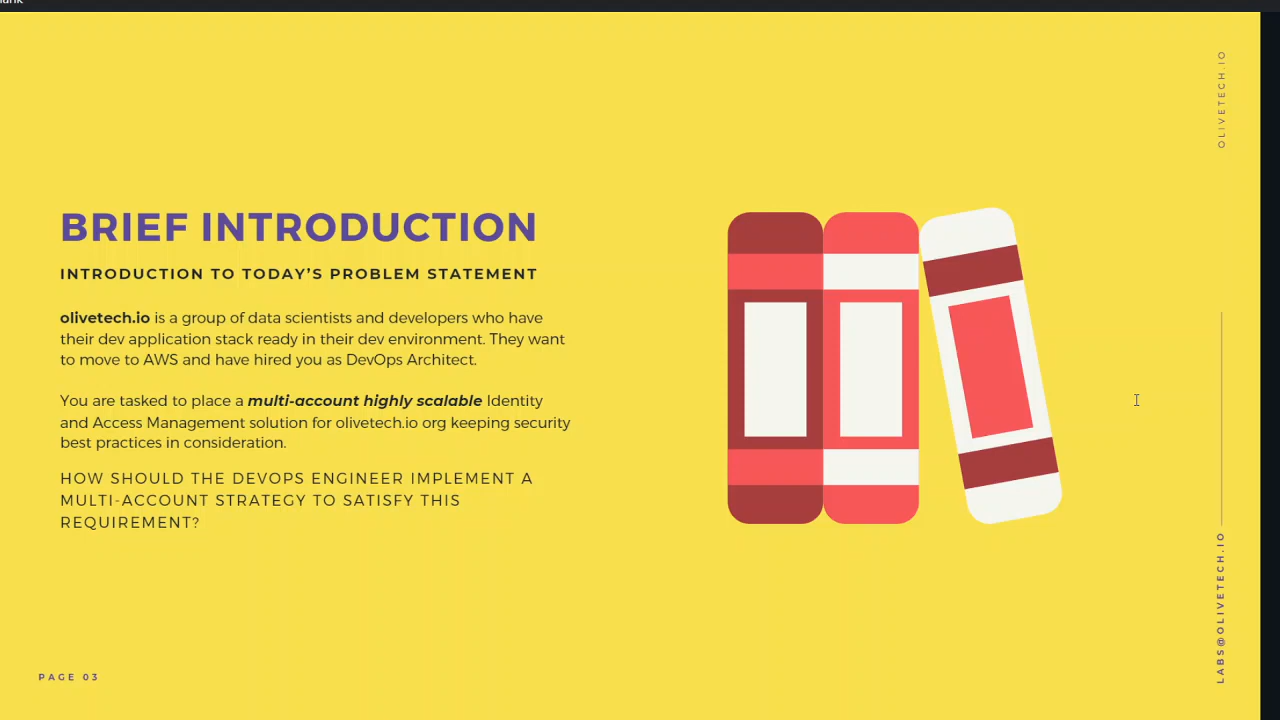 OLIVETECH.IO
BRIEF INTRODUCTION
INTRODUCTION TO TODAY'S PROBLEM STATEMENT
olivetech.io is a group of data scientists and developers who have
their dev application stack ready in their dev environment. They want
to move to AWS and have hired you as DevOps Architect.
You are tasked to place a multi-account highly scalable Identity
and Access Management solution for olivetech.io org keeping security
best practices in consideration.
HOW SHOULD THE DEVOPS ENGINEER IMPLEMENT A
MULTI-ACCOUNT STRATEGY TO SATISFY THIS
REQUIREMENT?
LABS@OLIVETECH.IO
PAGE 03